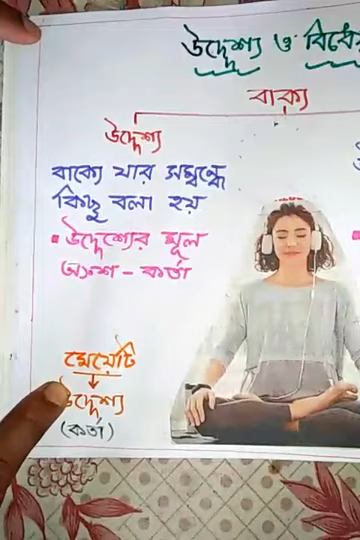 উদ্দেশ্য ও বিধেয়
বাক্য
উদ্দেশ্য
বাক্যে যার সম্বন্ধে
কিছু বলা হয়
উদ্দেশ্যের মূল
অংশ - কর্তা
মেয়েটি
উদ্দেশ্য
(কর্তা)